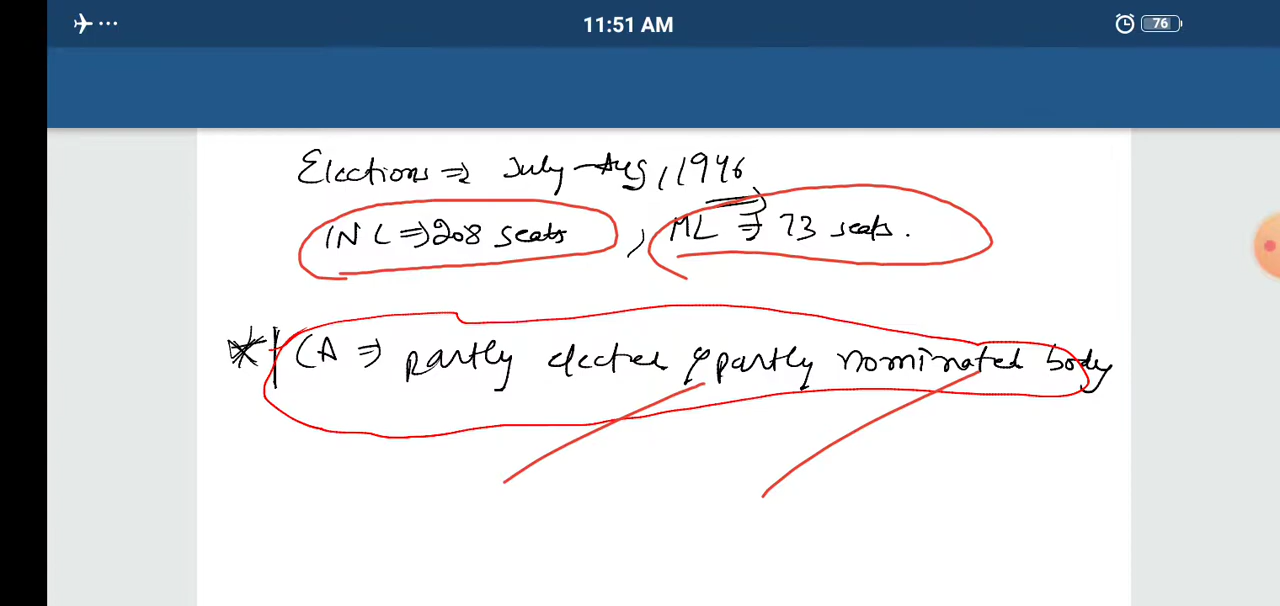 11:51 AM
76
Elections ⇒ July-Aug, 1946
INC ⇒ 208 seats , ML ⇒ 73 seats.
* CA ⇒ partly elected & partly nominated body